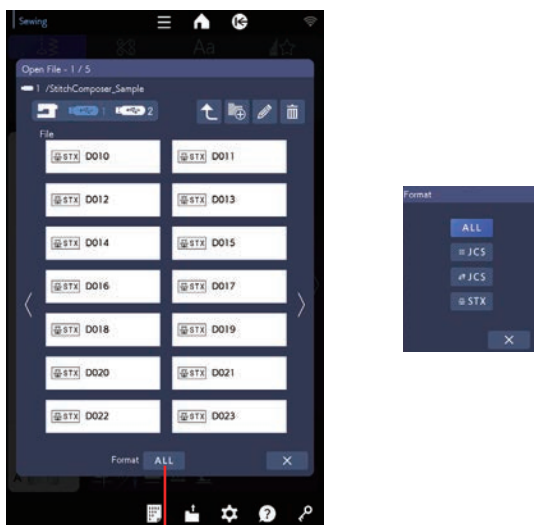 Sewing
Aa
Open File - 1 / 5
1 /StitchComposer_Sample
1 2
File
STX D010 STX D011
STX D012 STX D013
STX D014 STX D015
STX D016 STX D017
STX D018 STX D019
STX D020 STX D021
STX D022 STX D023
Format ALL
Format
ALL
JCS
JCS
STX